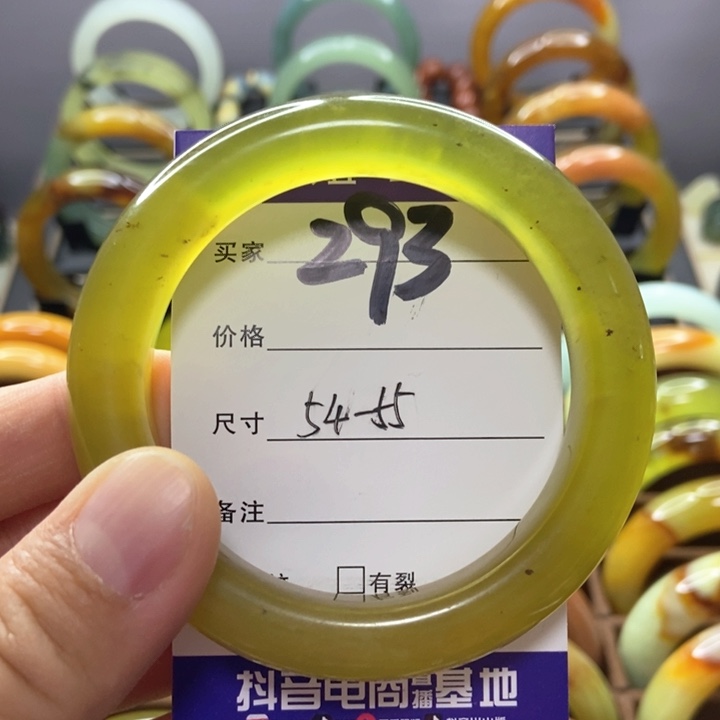 买家 293
价格
尺寸 54-55
备注
□有裂
抖音电商直播基地